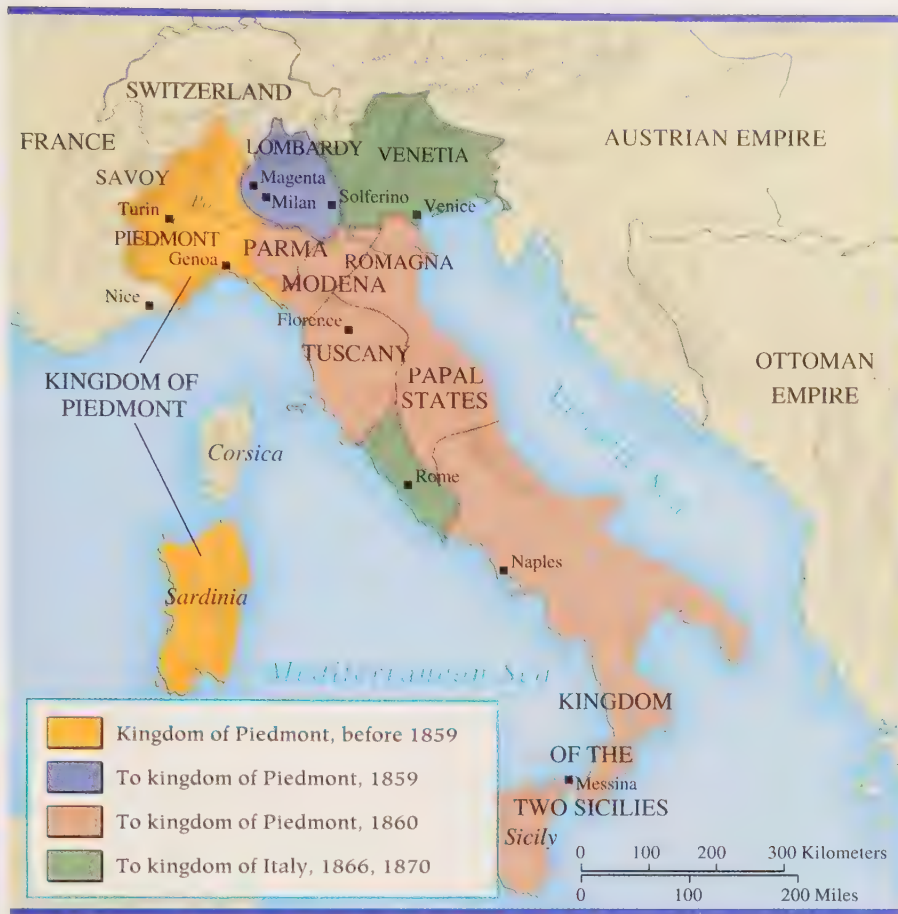 SWITZERLAND
FRANCE
AUSTRIAN EMPIRE
LOMBARDY
VENETIA
SAVOY
Magenta
Milan
Solferino
Venice
Turin
Po
PIEDMONT
PARMA
ROMAGNA
Genoa
MODENA
Nice
Florence
TUSCANY
OTTOMAN
EMPIRE
KINGDOM OF
PIEDMONT
PAPAL
STATES
Corsica
Rome
Naples
Sardinia
Mediterranean Sea
KINGDOM
OF THE
Messina
TWO SICILIES
Sicily
Kingdom of Piedmont, before 1859
To kingdom of Piedmont, 1859
To kingdom of Piedmont, 1860
To kingdom of Italy, 1866, 1870
0 100 200 300 Kilometers
0 100 200 Miles